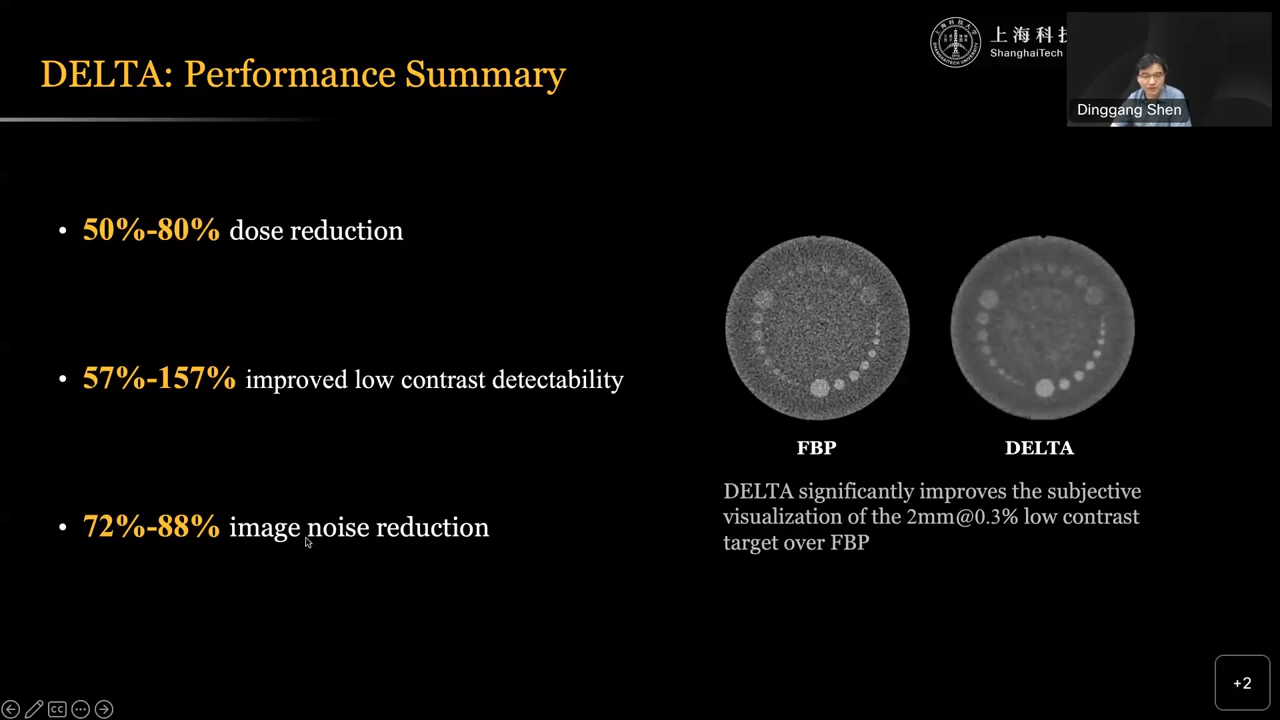 DELTA: Performance Summary
上海科技
ShanghaiTech
Dinggang Shen
• 50%-80% dose reduction
• 57%-157% improved low contrast detectability
• 72%-88% image noise reduction
FBP
DELTA
DELTA significantly improves the subjective
visualization of the 2mm@0.3% low contrast
target over FBP
CC
+2